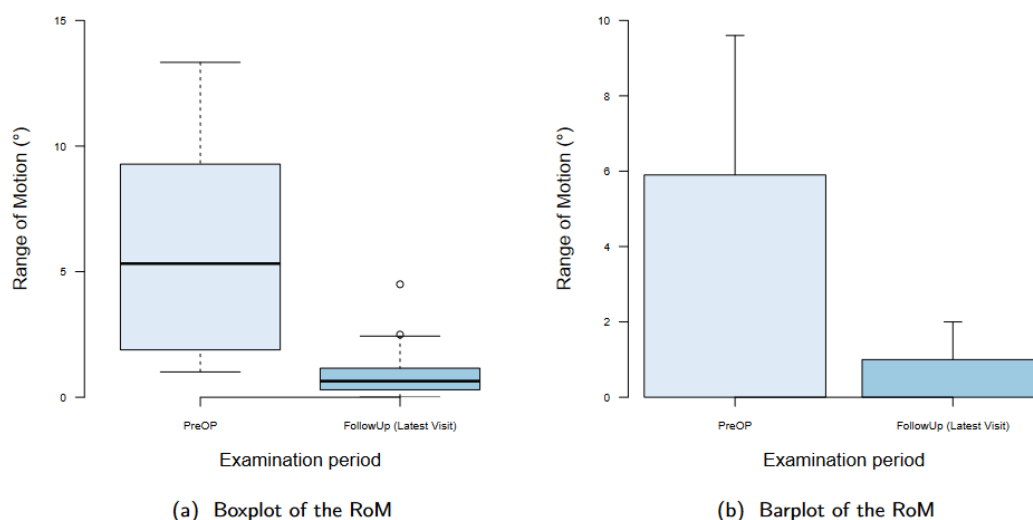 15
10
5
0
Range of Motion (°)
PreOP
FollowUp (Latest Visit)
Examination period
(a) Boxplot of the RoM
10
8
6
4
2
0
Range of Motion (°)
PreOP
FollowUp (Latest Visit)
Examination period
(b) Barplot of the RoM